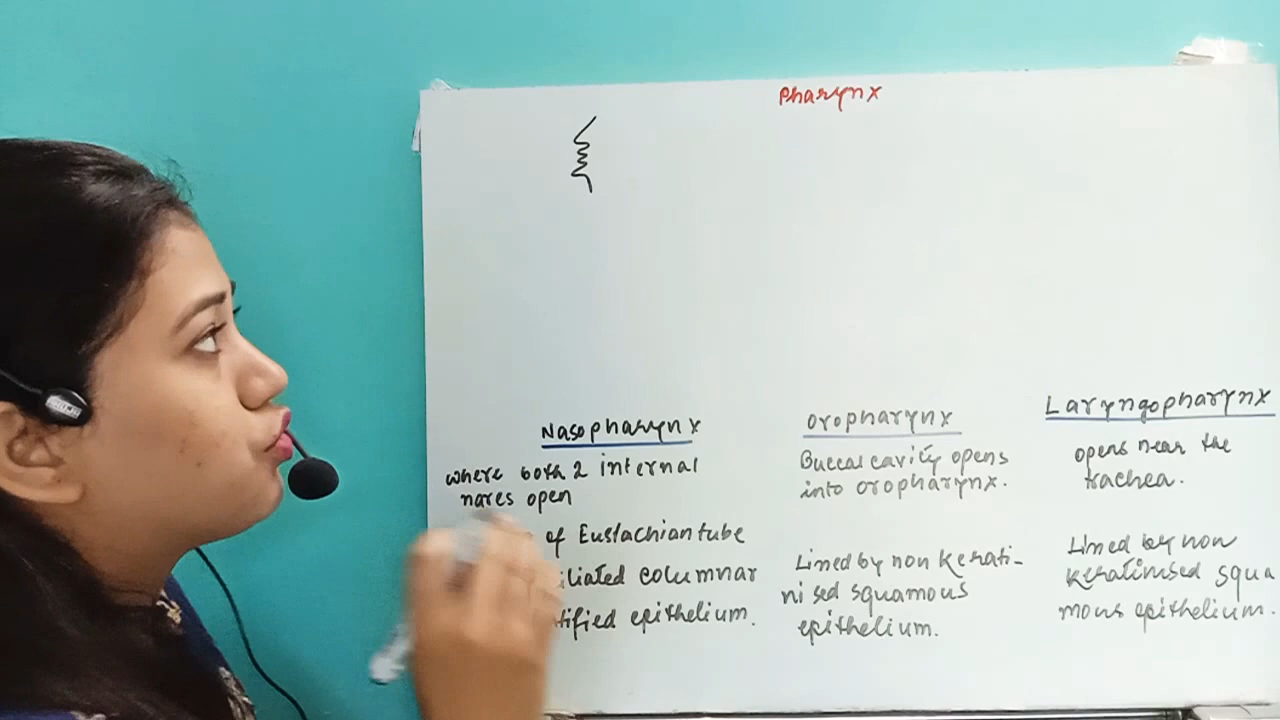 Pharynx
Nasopharynx
where both 2 internal
nares open
of Eustachian tube
iliated columnar
tified epithelium.
Oropharynx
Buccal cavity opens
into oropharynx.
Lined by non kerati-
nised squamous
epithelium.
Laryngopharynx
opens near the
trachea.
Lined by non
keratinised squa
mous epithelium.